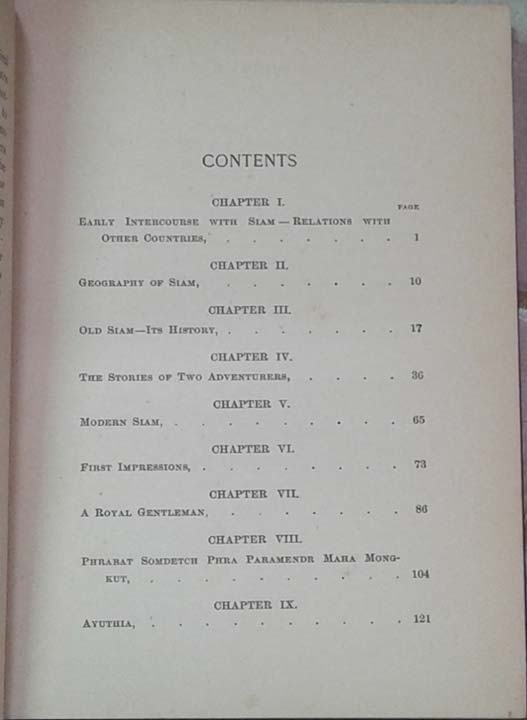 CONTENTS
CHAPTER I.
PAGE
EARLY INTERCOURSE WITH SIAM — RELATIONS WITH
OTHER COUNTRIES, . . . . . . . 1
CHAPTER II.
GEOGRAPHY OF SIAM, . . . . . . . 10
CHAPTER III.
OLD SIAM—ITS HISTORY, . . . . . . . 17
CHAPTER IV.
THE STORIES OF TWO ADVENTURERS, . . . . 36
CHAPTER V.
MODERN SIAM, . . . . . . . . . 65
CHAPTER VI.
FIRST IMPRESSIONS, . . . . . . . . 73
CHAPTER VII.
A ROYAL GENTLEMAN, . . . . . . . 86
CHAPTER VIII.
PHRABAT SOMDETCH PHRA PARAMENDR MAHA MONG-
KUT, . . . . . . . . . . 104
CHAPTER IX.
AYUTHIA, . . . . . . . . . . 121